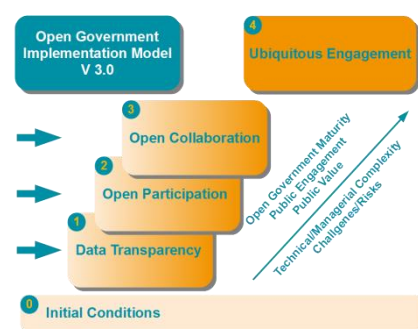 Open Government
Implementation Model
V 3.0
4
Ubiquitous Engagement
3
Open Collaboration
2
Open Participation
1
Data Transparency
Open Government Maturity
Public Engagement
Public Value
Technical/Managerial Complexity
Challgenes/Risks
0
Initial Conditions